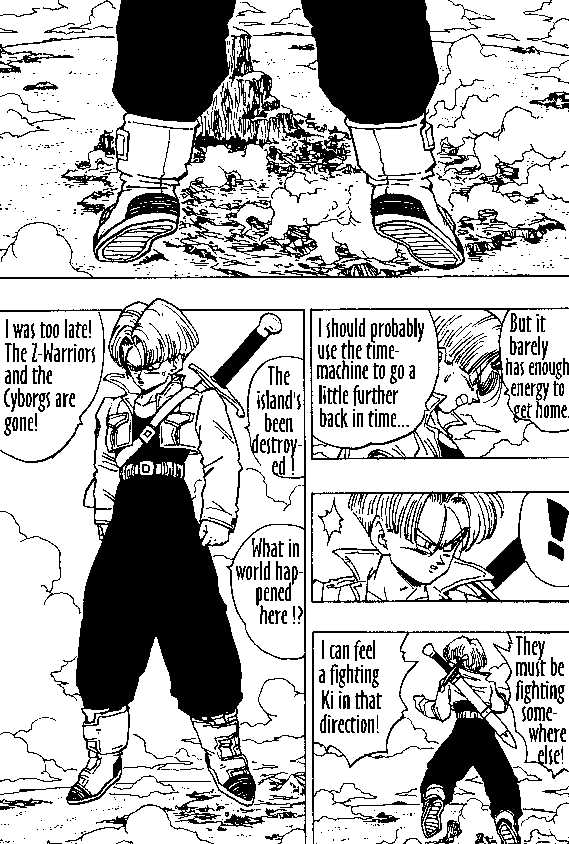 I was too late!
The Z-Warriors
and the
Cyborgs are
gone!
The
island's
been
destroy-
ed!
What in
world hap-
pened
here !?
I should probably
use the time-
machine to go a
little further
back in time...
But it
barely
has enough
energy to
get home.
!
I can feel
a fighting
Ki in that
direction!
They
must be
fighting
some-
where
else!